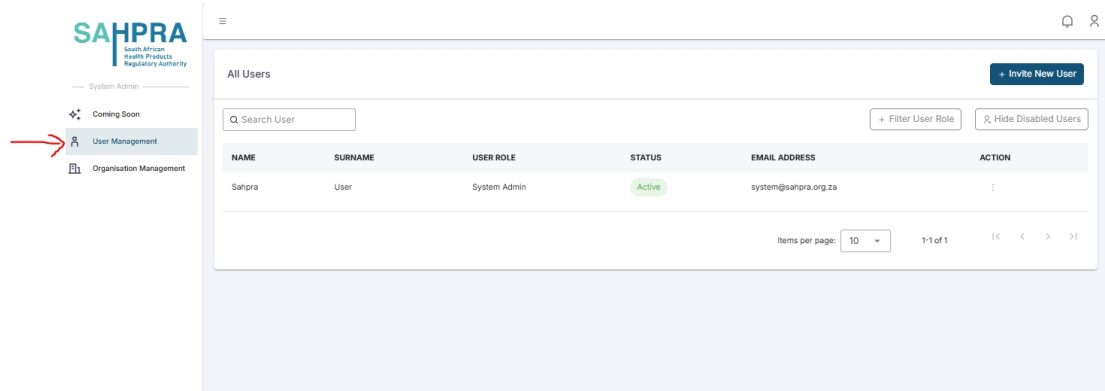 SAHPRA
South African
Health Products
Regulatory Authority
System Admin
Coming Soon
User Management
Organisation Management
All Users
+ Invite New User
Search User
+ Filter User Role
Hide Disabled Users
NAME SURNAME USER ROLE STATUS EMAIL ADDRESS ACTION
Sahpra User System Admin Active system@sahpra.org.za
Items per page: 10 1-1 of 1